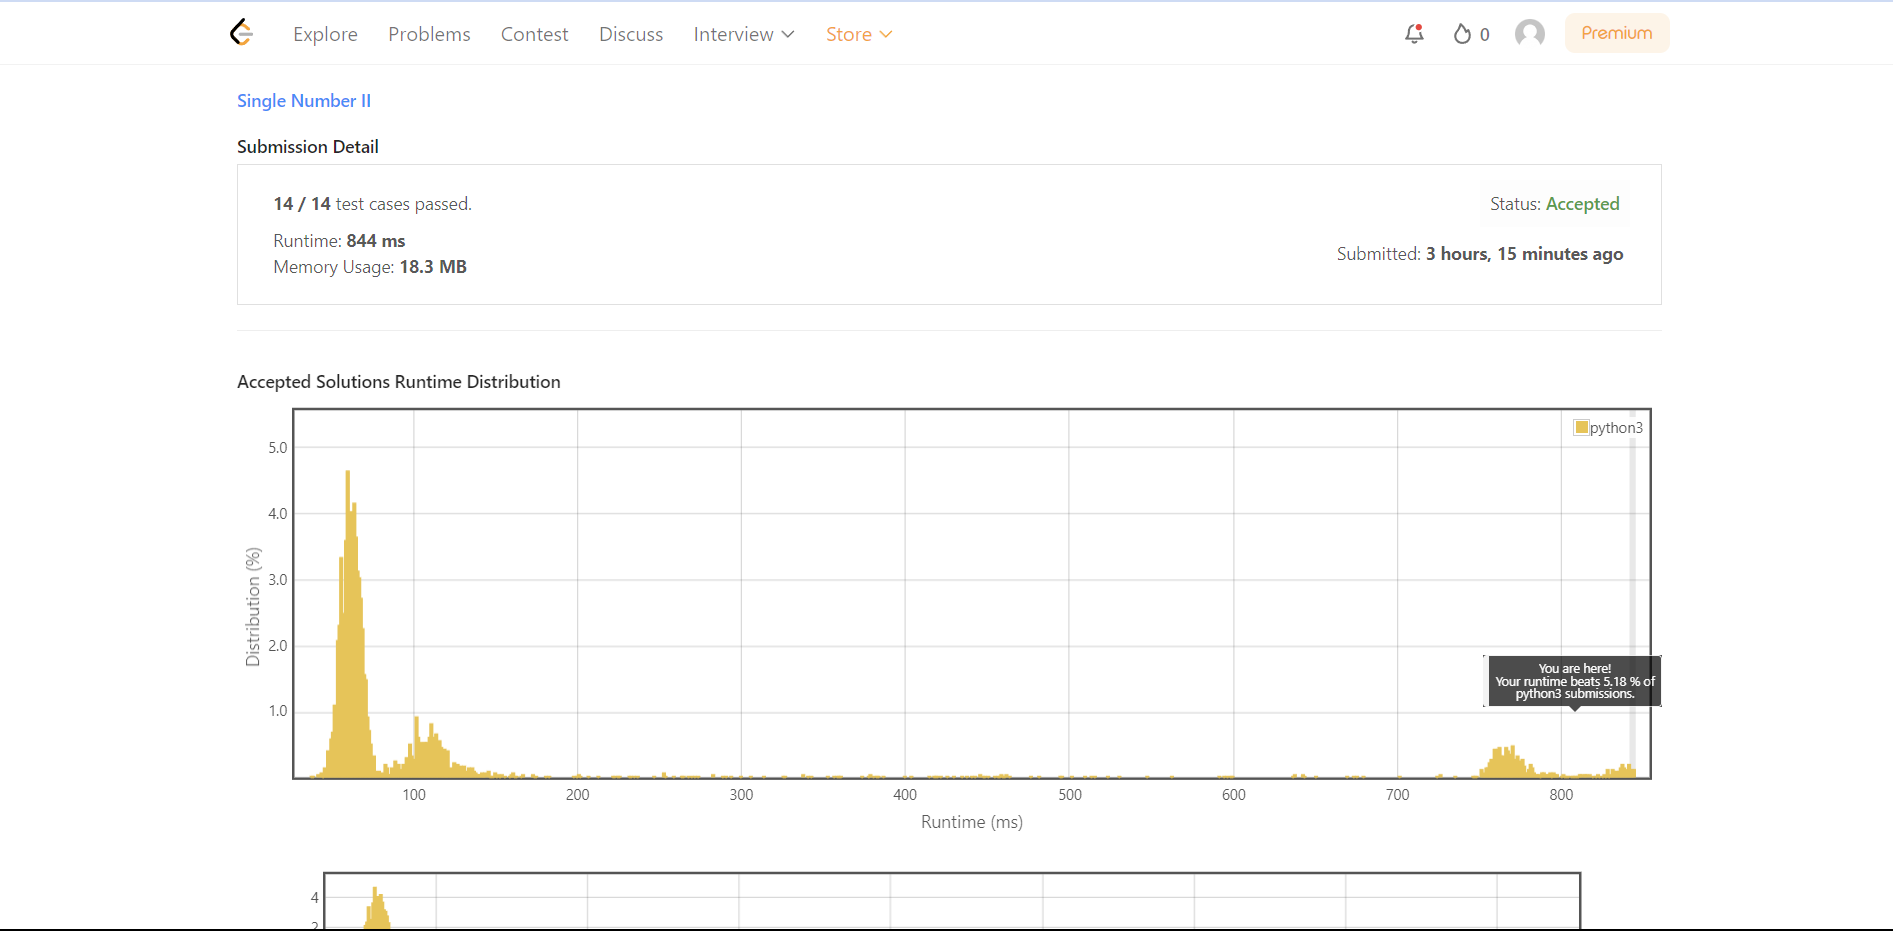 Explore Problems Contest Discuss Interview Store 0 Premium
Single Number II
Submission Detail
14 / 14 test cases passed.
Status: Accepted
Runtime: 844 ms
Submitted: 3 hours, 15 minutes ago
Memory Usage: 18.3 MB
Accepted Solutions Runtime Distribution
python3
5.0
4.0
3.0
2.0
1.0
Distribution (%)
You are here!
Your runtime beats 5.18 % of
python3 submissions.
100 200 300 400 500 600 700 800
Runtime (ms)
4
2